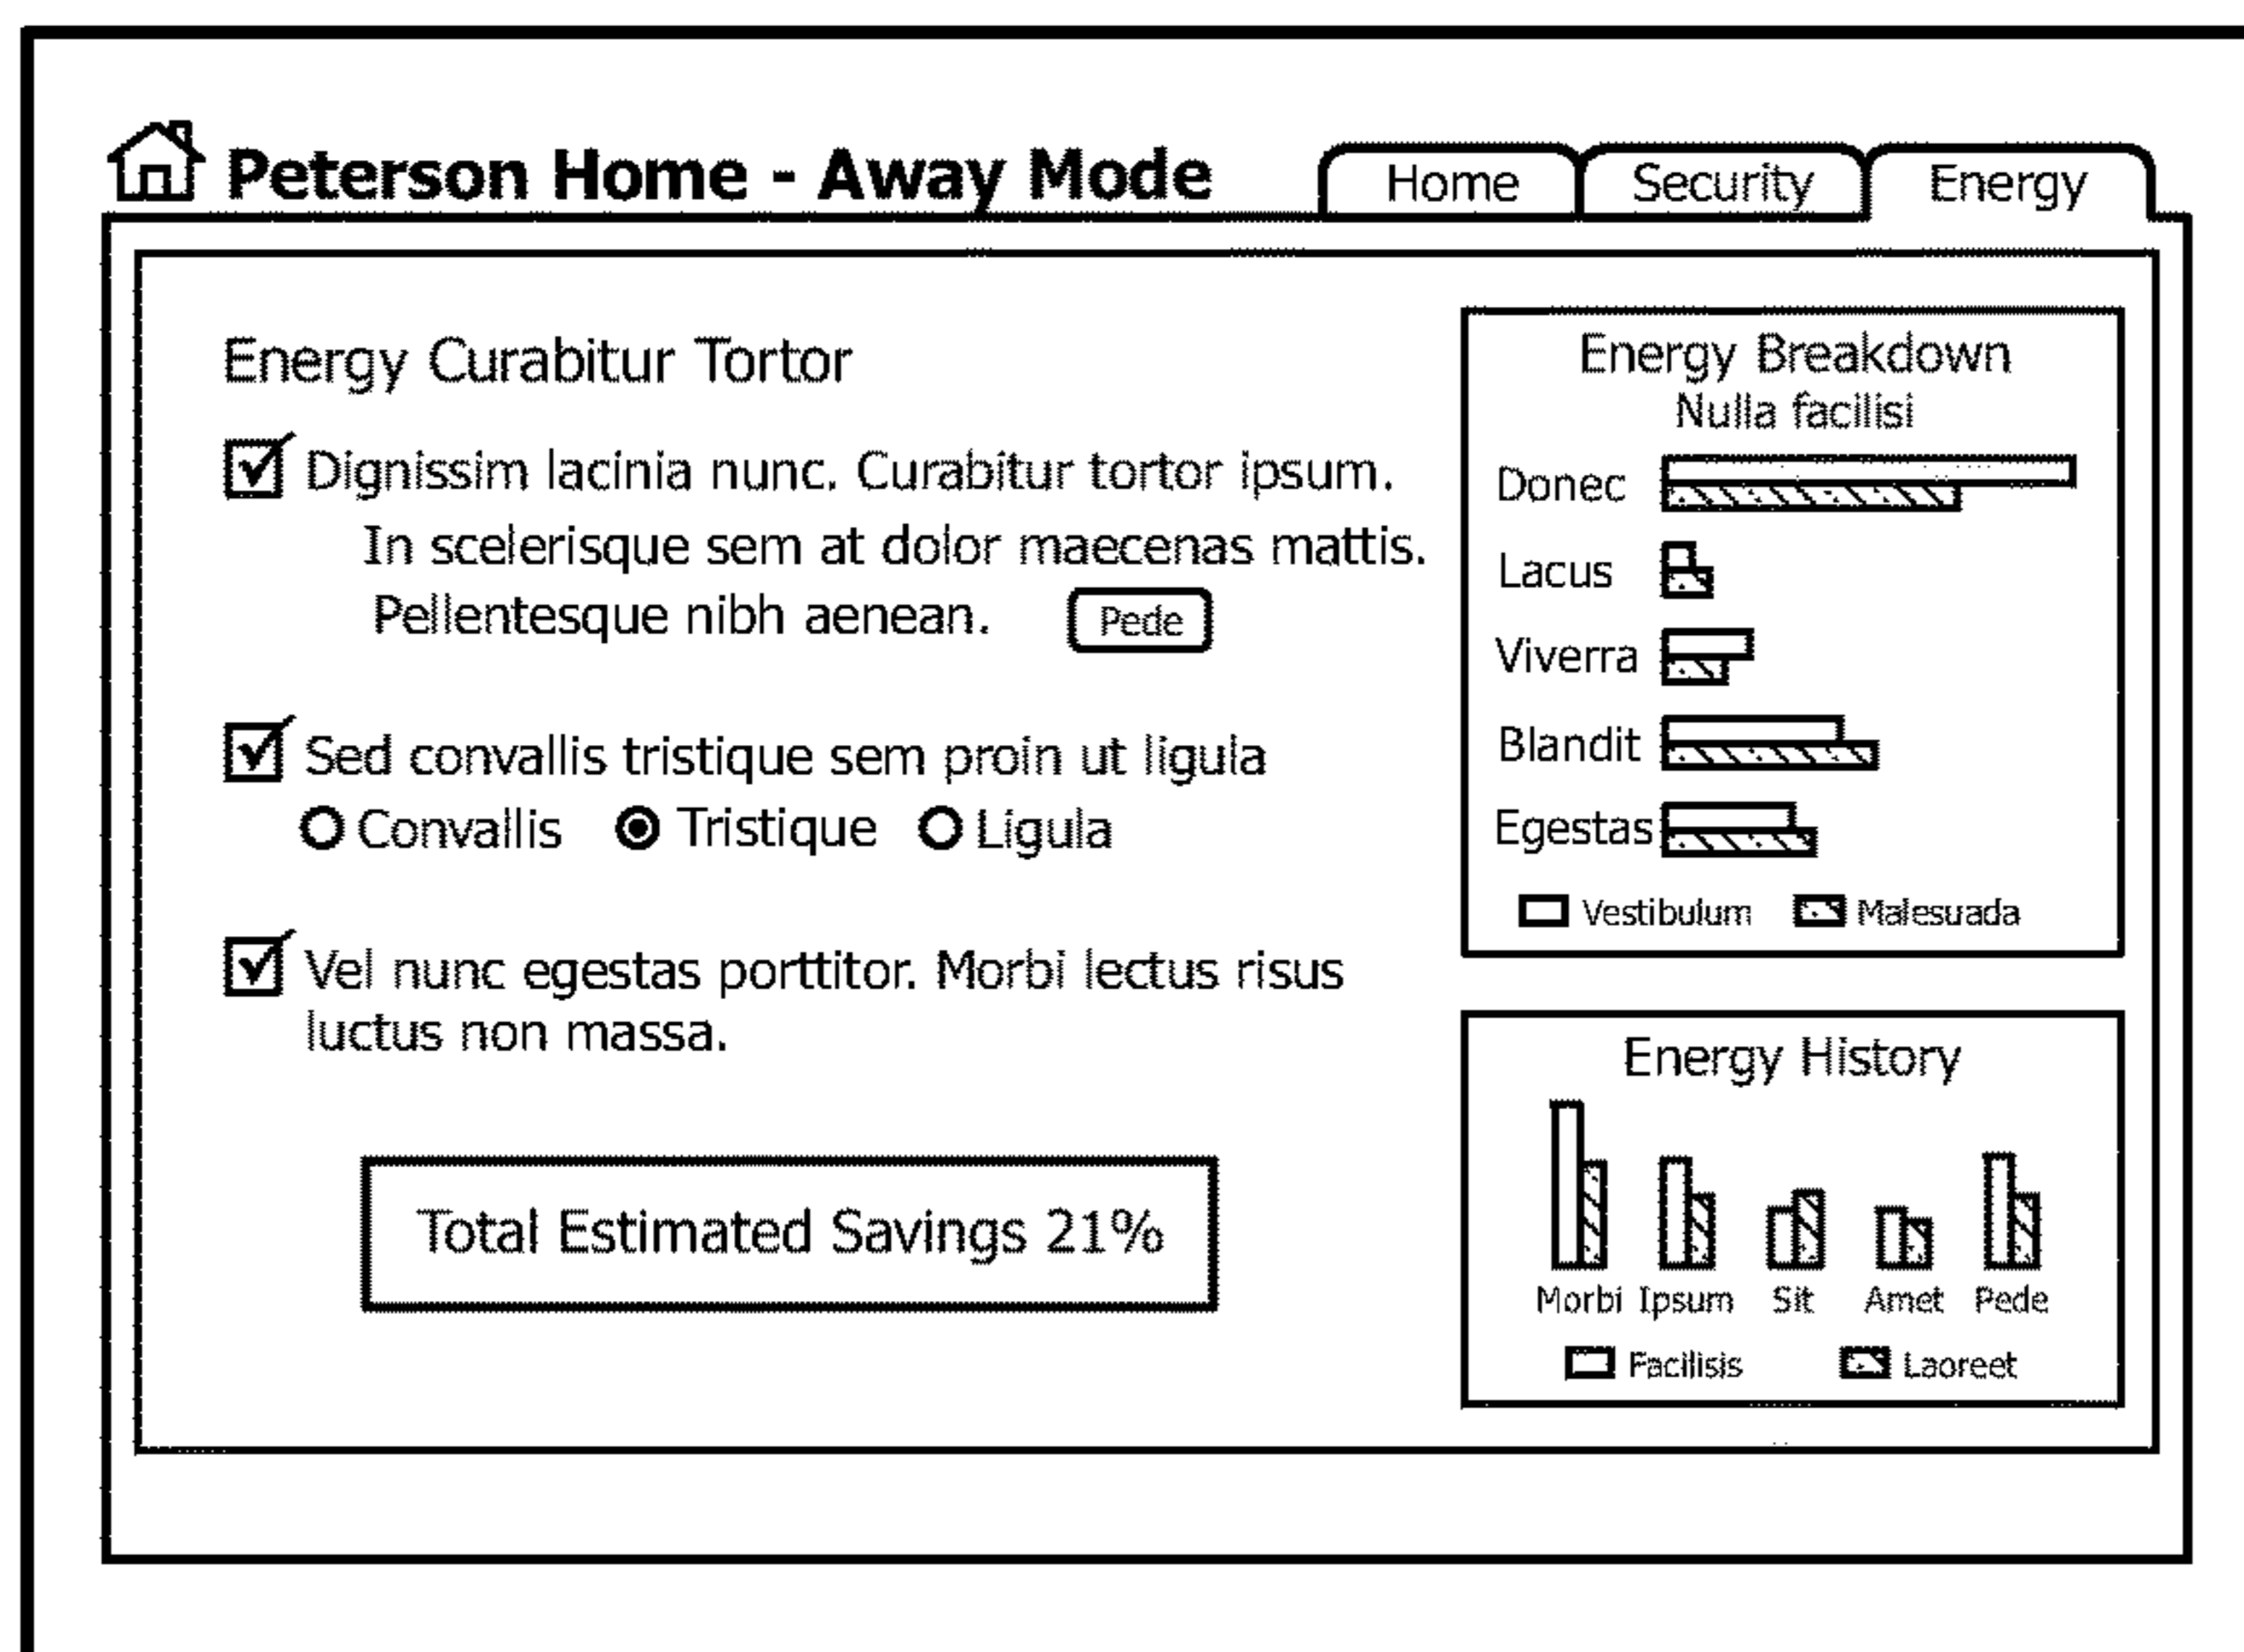 Peterson Home - Away Mode
Home
Security
Energy
Energy Curabitur Tortor
Dignissim lacinia nunc. Curabitur tortor ipsum.
In scelerisque sem at dolor maecenas mattis.
Pellentesque nibh aenean.
Pede
Sed convallis tristique sem proin ut ligula
Convallis
Tristique
Ligula
Vel nunc egestas porttitor. Morbi lectus risus
luctus non massa.
Total Estimated Savings 21%
Energy Breakdown
Nulla facilisi
Donec
Lacus
Viverra
Blandit
Egestas
Vestibulum
Malesuada
Energy History
Morbi
Ipsum
Sit
Amet
Pede
Facilisis
Laoreet